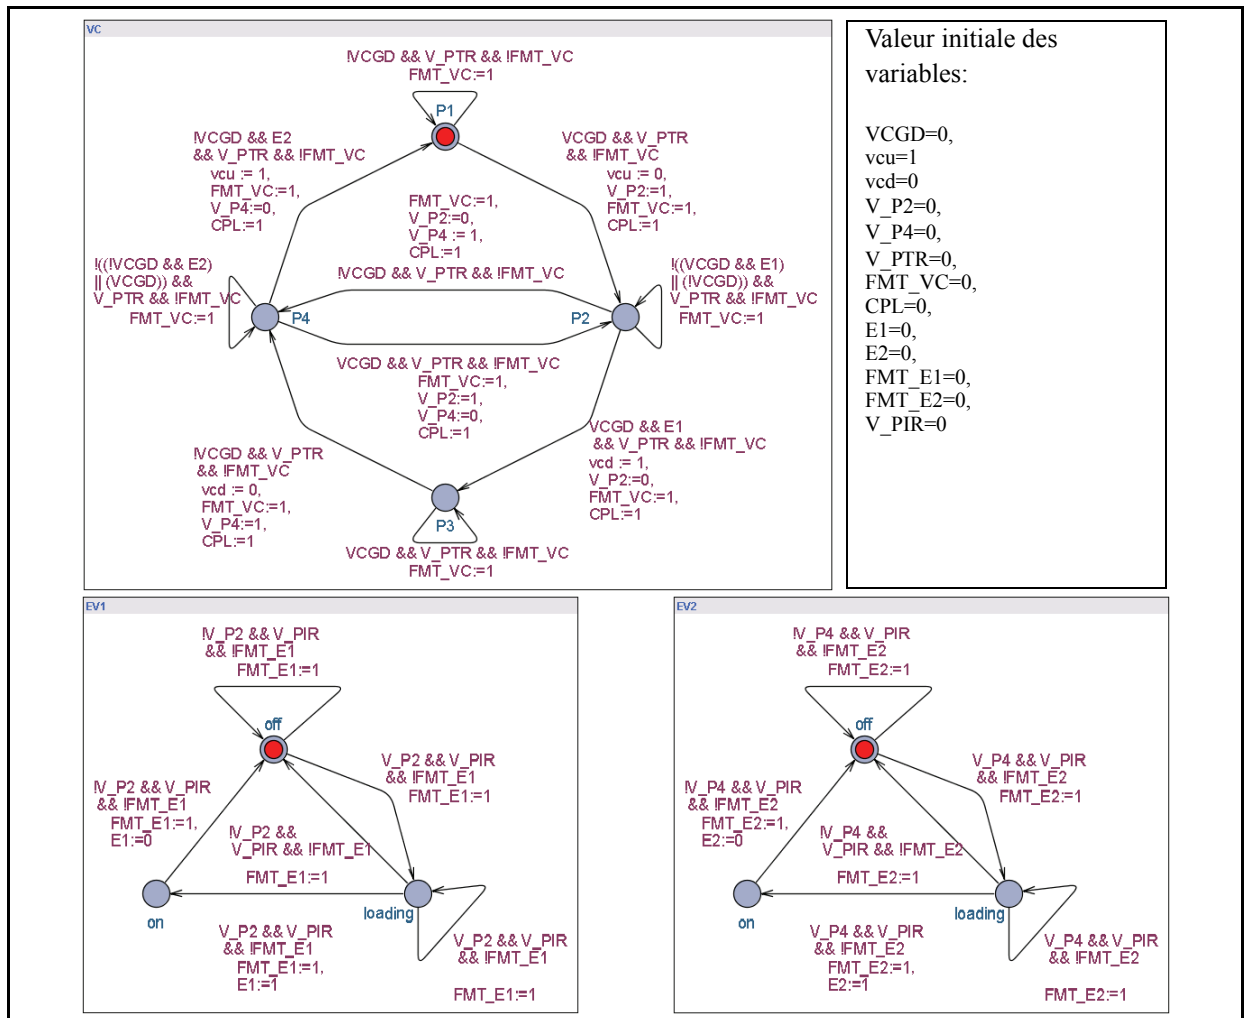 VC
!VCGD && V_PTR && !FMT_VC
FMT_VC:=1
P1
!VCGD && E2
&& V_PTR && !FMT_VC
vcu := 1,
FMT_VC:=1,
V_P4:=0,
CPL:=1
VCGD && V_PTR
&& !FMT_VC
vcu := 0,
V_P2:=1,
FMT_VC:=1,
CPL:=1
FMT_VC:=1,
V_P2:=0,
V_P4 := 1,
CPL:=1
!VCGD && V_PTR && !FMT_VC
!((!VCGD && E2)
|| (VCGD)) &&
V_PTR && !FMT_VC
FMT_VC:=1
P4
P2
!((VCGD && E1)
|| (!VCGD)) &&
V_PTR && !FMT_VC
FMT_VC:=1
VCGD && V_PTR && !FMT_VC
FMT_VC:=1,
V_P2:=1,
V_P4:=0,
CPL:=1
!VCGD && V_PTR
&& !FMT_VC
vcd := 0,
FMT_VC:=1,
V_P4:=1,
CPL:=1
VCGD && E1
&& V_PTR && !FMT_VC
vcd := 1,
V_P2:=0,
FMT_VC:=1,
CPL:=1
P3
VCGD && V_PTR && !FMT_VC
FMT_VC:=1
Valeur initiale des
variables:
VCGD=0,
vcu=1
vcd=0
V_P2=0,
V_P4=0,
V_PTR=0,
FMT_VC=0,
CPL=0,
E1=0,
E2=0,
FMT_E1=0,
FMT_E2=0,
V_PIR=0
EV1
!V_P2 && V_PIR
&& !FMT_E1
FMT_E1:=1
off
V_P2 && V_PIR
&& !FMT_E1
FMT_E1:=1
!V_P2 && V_PIR
&& !FMT_E1
FMT_E1:=1,
E1:=0
!V_P2 &&
V_PIR && !FMT_E1
FMT_E1:=1
on
loading
V_P2 && V_PIR
&& !FMT_E1
FMT_E1:=1,
E1:=1
V_P2 && V_PIR
&& !FMT_E1
FMT_E1:=1
EV2
!V_P4 && V_PIR
&& !FMT_E2
FMT_E2:=1
off
V_P4 && V_PIR
&& !FMT_E2
FMT_E2:=1
!V_P4 && V_PIR
&& !FMT_E2
FMT_E2:=1,
E2:=0
!V_P4 &&
V_PIR && !FMT_E2
FMT_E2:=1
on
loading
V_P4 && V_PIR
&& !FMT_E2
FMT_E2:=1,
E2:=1
V_P4 && V_PIR
&& !FMT_E2
FMT_E2:=1